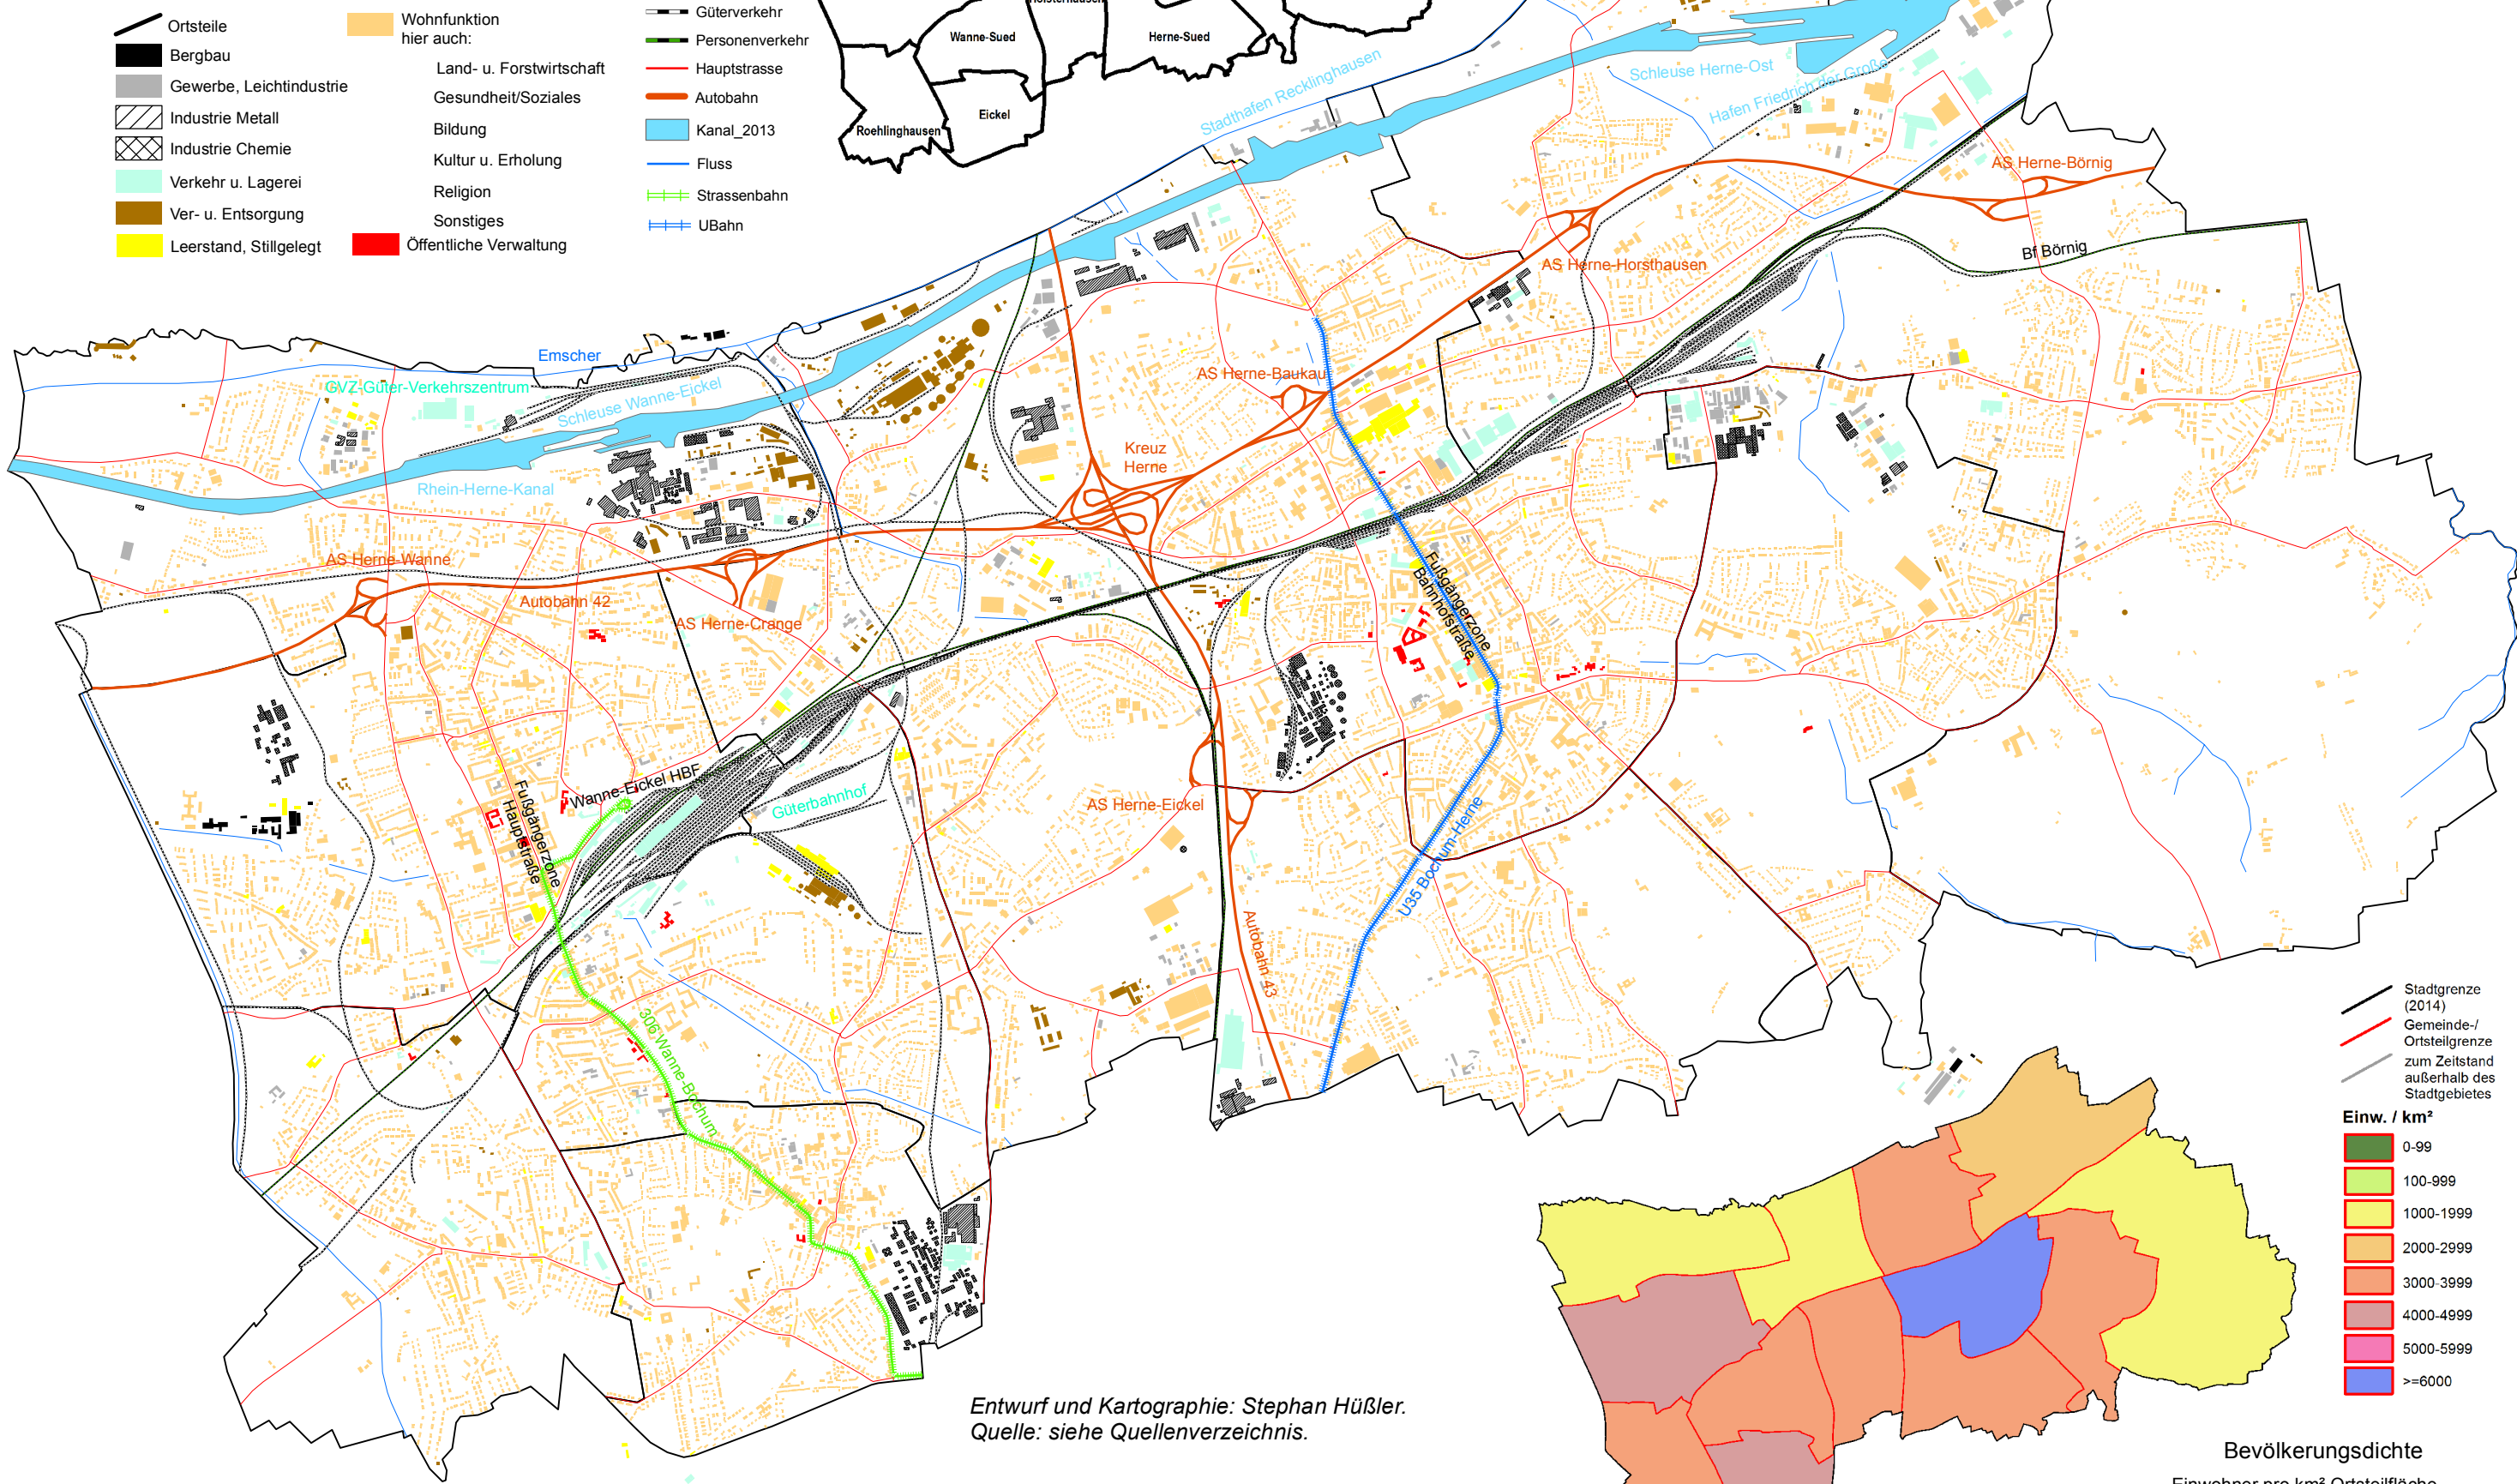 Ortsteile
Bergbau
Gewerbe, Leichtindustrie
Industrie Metall
Industrie Chemie
Verkehr u. Lagerei
Ver- u. Entsorgung
Leerstand, Stillgelegt
Wohnfunktion
hier auch:
Land- u. Forstwirtschaft
Gesundheit/Soziales
Bildung
Kultur u. Erholung
Religion
Sonstiges
Öffentliche Verwaltung
Güterverkehr
Personenverkehr
Hauptstrasse
Autobahn
Kanal_2013
Fluss
Strassenbahn
UBahn
Holsterhausen
Wanne-Sued
Herne-Sued
Eickel
Roehlinghausen
Stadthafen Recklinghausen
Schleuse Herne-Ost
Hafen Friedrich der Große
AS Herne-Börnig
AS Herne-Horsthausen
Bf Börnig
Emscher
GVZ-Güter-Verkehrszentrum
Schleuse Wanne-Eickel
AS Herne-Baukau
Kreuz
Herne
Rhein-Herne-Kanal
AS Herne-Wanne
Autobahn 42
AS Herne-Crange
Fußgängerzone
Bahnhofstraße
Wanne-Eickel HBF
Güterbahnhof
Fußgängerzone
Hauptstraße
AS Herne-Eickel
U35 Bochum-Herne
Autobahn 43
306 Wanne-Bochum
Stadtgrenze
(2014)
Gemeinde-/
Ortsteilgrenze
zum Zeitstand
außerhalb des
Stadtgebietes
Einw. / km²
0-99
100-999
1000-1999
2000-2999
3000-3999
4000-4999
5000-5999
>=6000
Entwurf und Kartographie: Stephan Hüßler.
Quelle: siehe Quellenverzeichnis.
Bevölkerungsdichte
Einwohner pro km² Ortsteilfläche